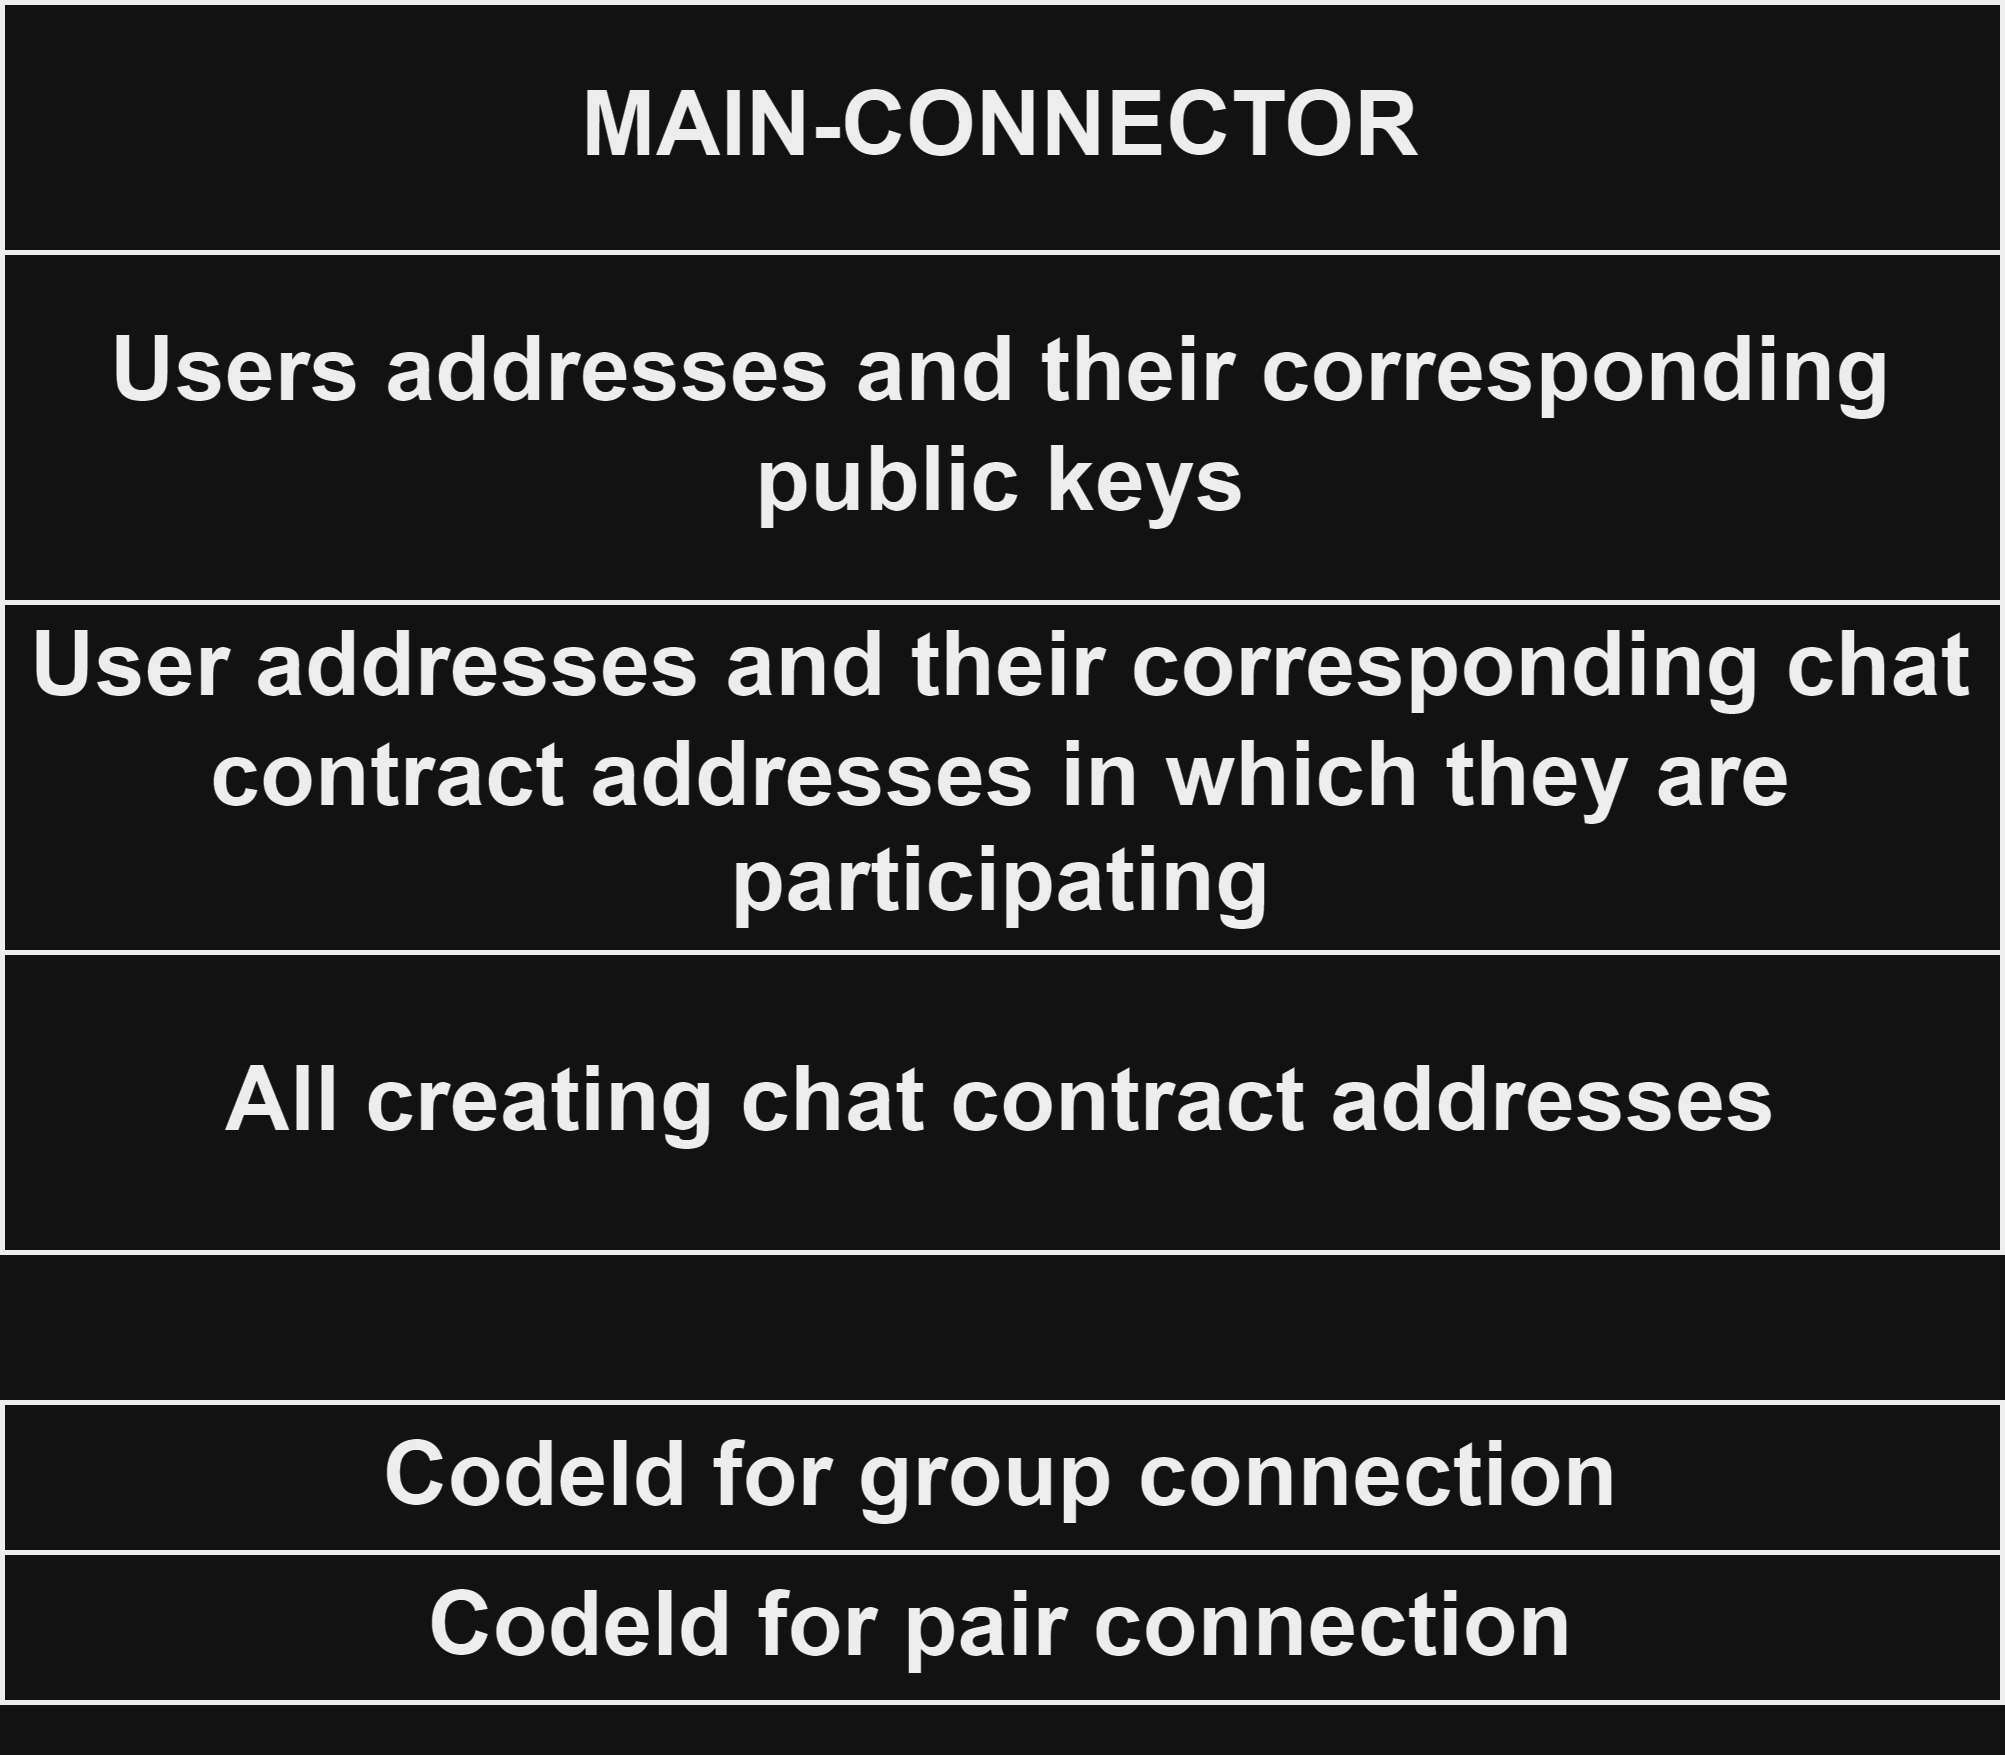 MAIN-CONNECTOR
Users addresses and their corresponding
public keys
User addresses and their corresponding chat
contract addresses in which they are
participating
All creating chat contract addresses
CodeId for group connection
CodeId for pair connection